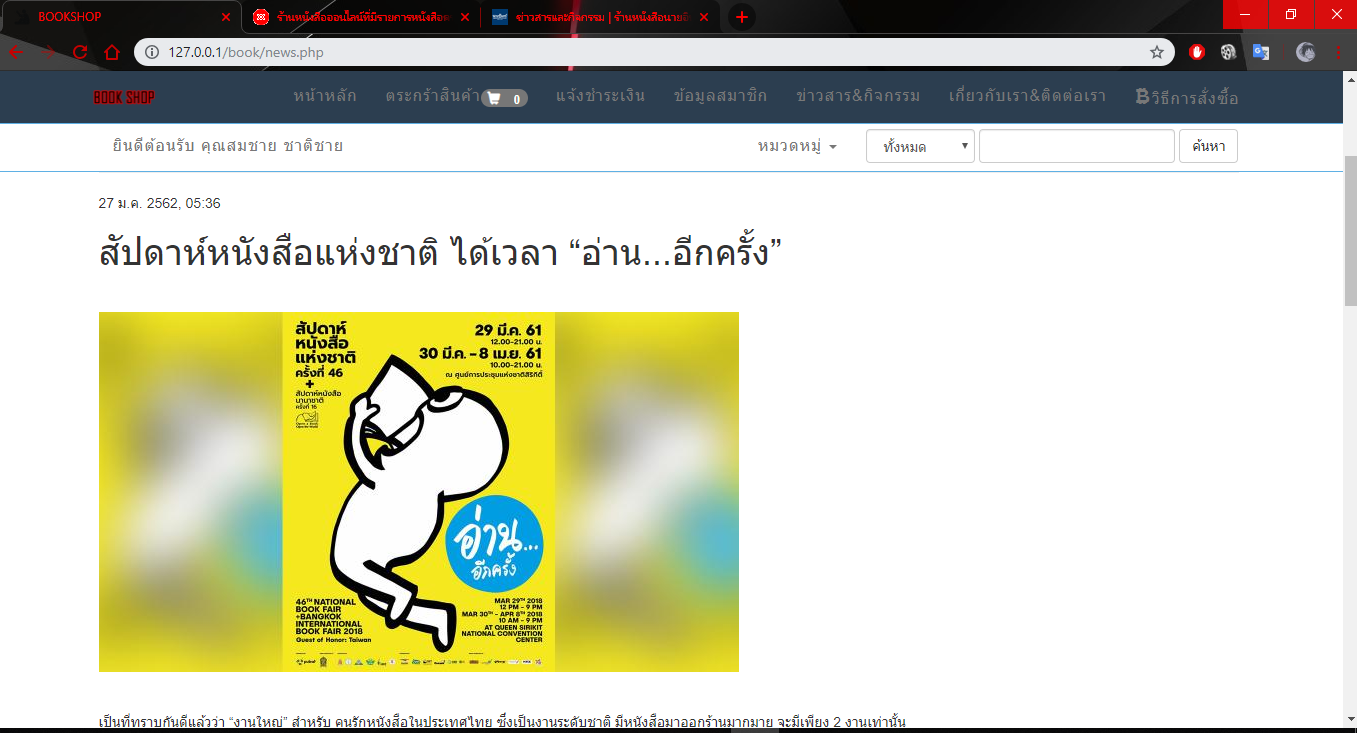 BOOKSHOP
ร้านหนังสือออนไลน์ที่มีรายการหนังสือ
ข่าวสารและกิจกรรม | ร้านหนังสือนายอิ
127.0.0.1/book/news.php
BOOK SHOP
หน้าหลัก
ตระกร้าสินค้า 0
แจ้งชำระเงิน
ข้อมูลสมาชิก
ข่าวสาร&กิจกรรม
เกี่ยวกับเรา&ติดต่อเรา
วิธีการสั่งซื้อ
ยินดีต้อนรับ คุณสมชาย ชาติชาย
หมวดหมู่
ทั้งหมด
ค้นหา
27 ม.ค. 2562, 05:36
สัปดาห์หนังสือแห่งชาติ ได้เวลา “อ่าน...อีกครั้ง”
สัปดาห์
หนังสือ
แห่งชาติ
ครั้งที่ 46
+
สัปดาห์หนังสือ
นานาชาติ
ครั้งที่ 16
29 มี.ค. 61
12.00-21.00 น.
30 มี.ค. - 8 เม.ย. 61
10.00-21.00 น.
ณ ศูนย์การประชุมแห่งชาติสิริกิติ์
อ่าน...
อีกครั้ง
46TH NATIONAL
BOOK FAIR
+BANGKOK
INTERNATIONAL
BOOK FAIR 2018
Guest of Honor: Taiwan
MAR 29TH 2018
12 PM - 9 PM
MAR 30TH - APR 8TH 2018
10 AM - 9 PM
AT QUEEN SIRIKIT
NATIONAL CONVENTION
CENTER
เป็นที่ทราบกันดีแล้วว่า “งานใหญ่” สำหรับ คนรักหนังสือในประเทศไทย ซึ่งเป็นงานระดับชาติ มีหนังสือมาออกร้านมากมาย จะมีเพียง 2 งานเท่านั้น